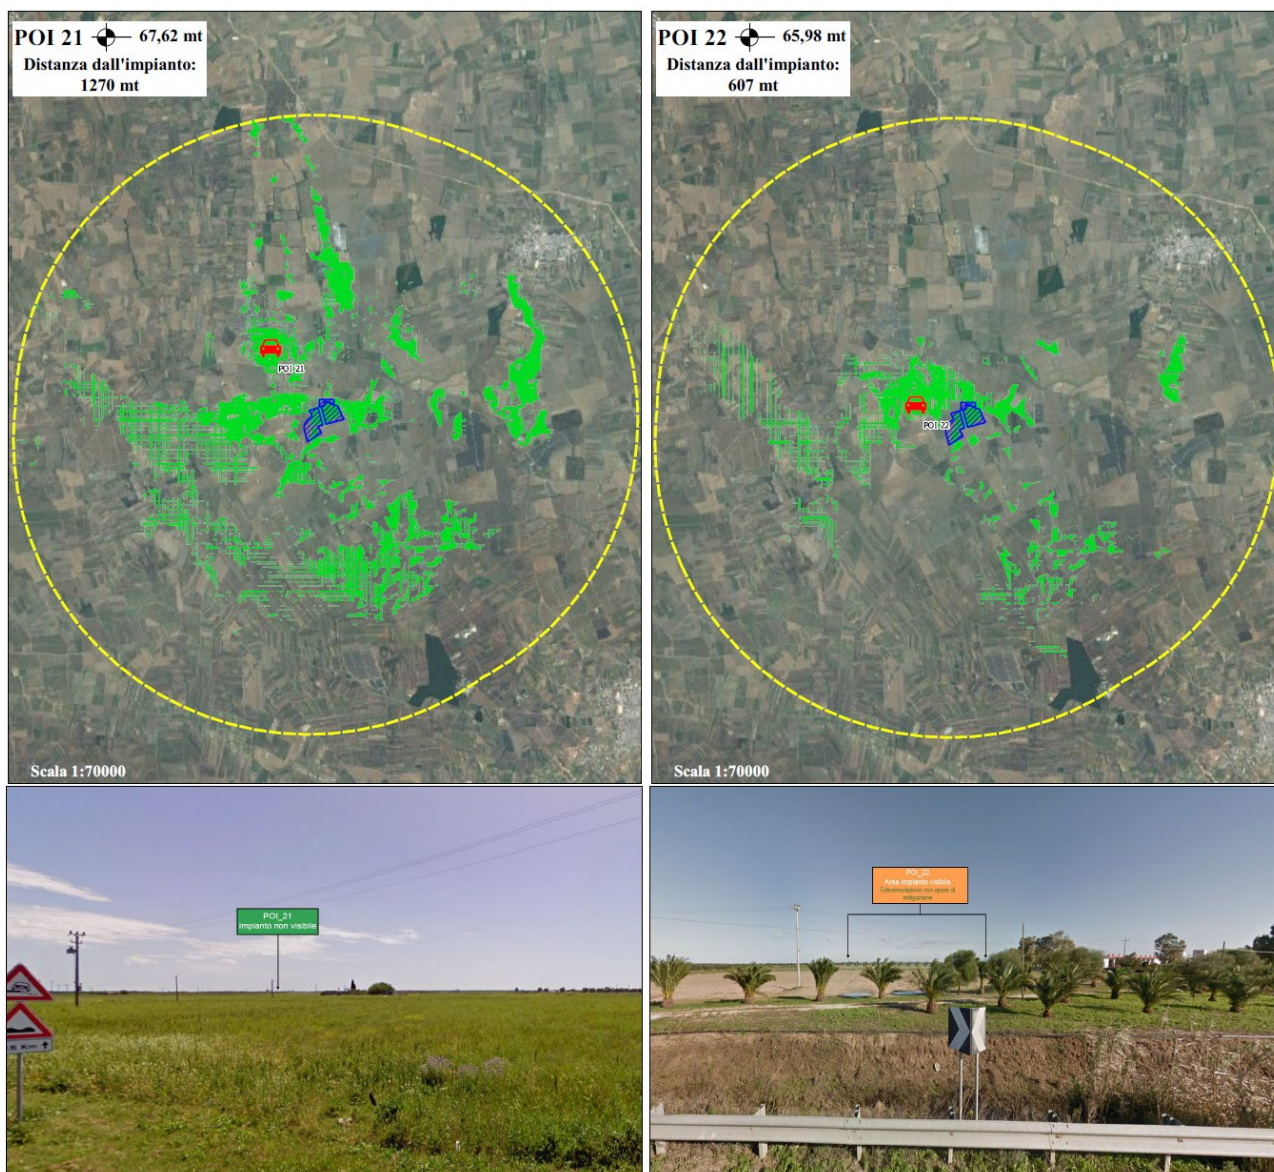 POI 21 67,62 mt
Distanza dall'impianto:
1270 mt
POI 21
Scala 1:70000
POI 22 65,98 mt
Distanza dall'impianto:
607 mt
POI 22
Scala 1:70000
POI_21
Impianto non visibile
POI_22
Area impianto visibile
Fotosimulazione con opere di
mitigazione